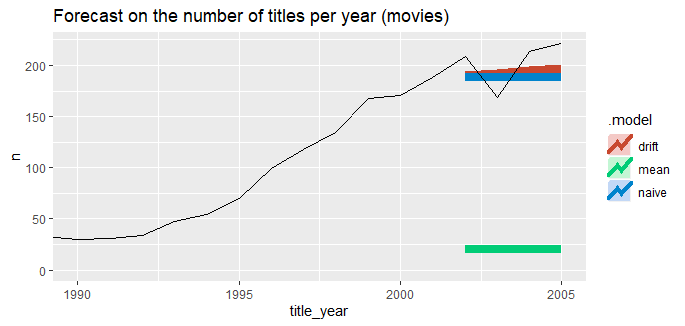 Forecast on the number of titles per year (movies)
200
150
100
50
0
n
1990
1995
2000
2005
title_year
.model
drift
mean
naive